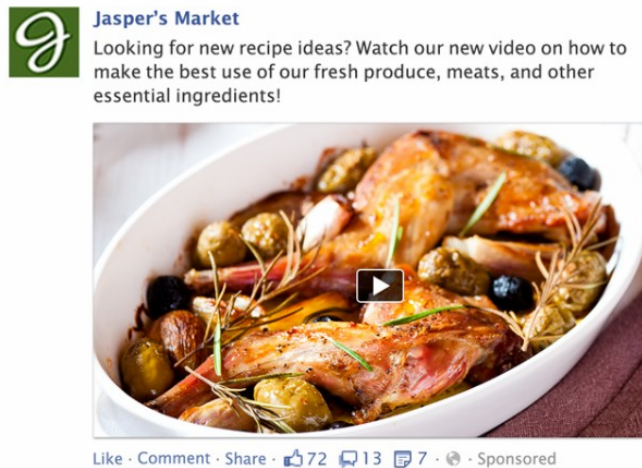 Jasper's Market
Looking for new recipe ideas? Watch our new video on how to
make the best use of our fresh produce, meats, and other
essential ingredients!
Like · Comment · Share · 72 13 7 · · Sponsored